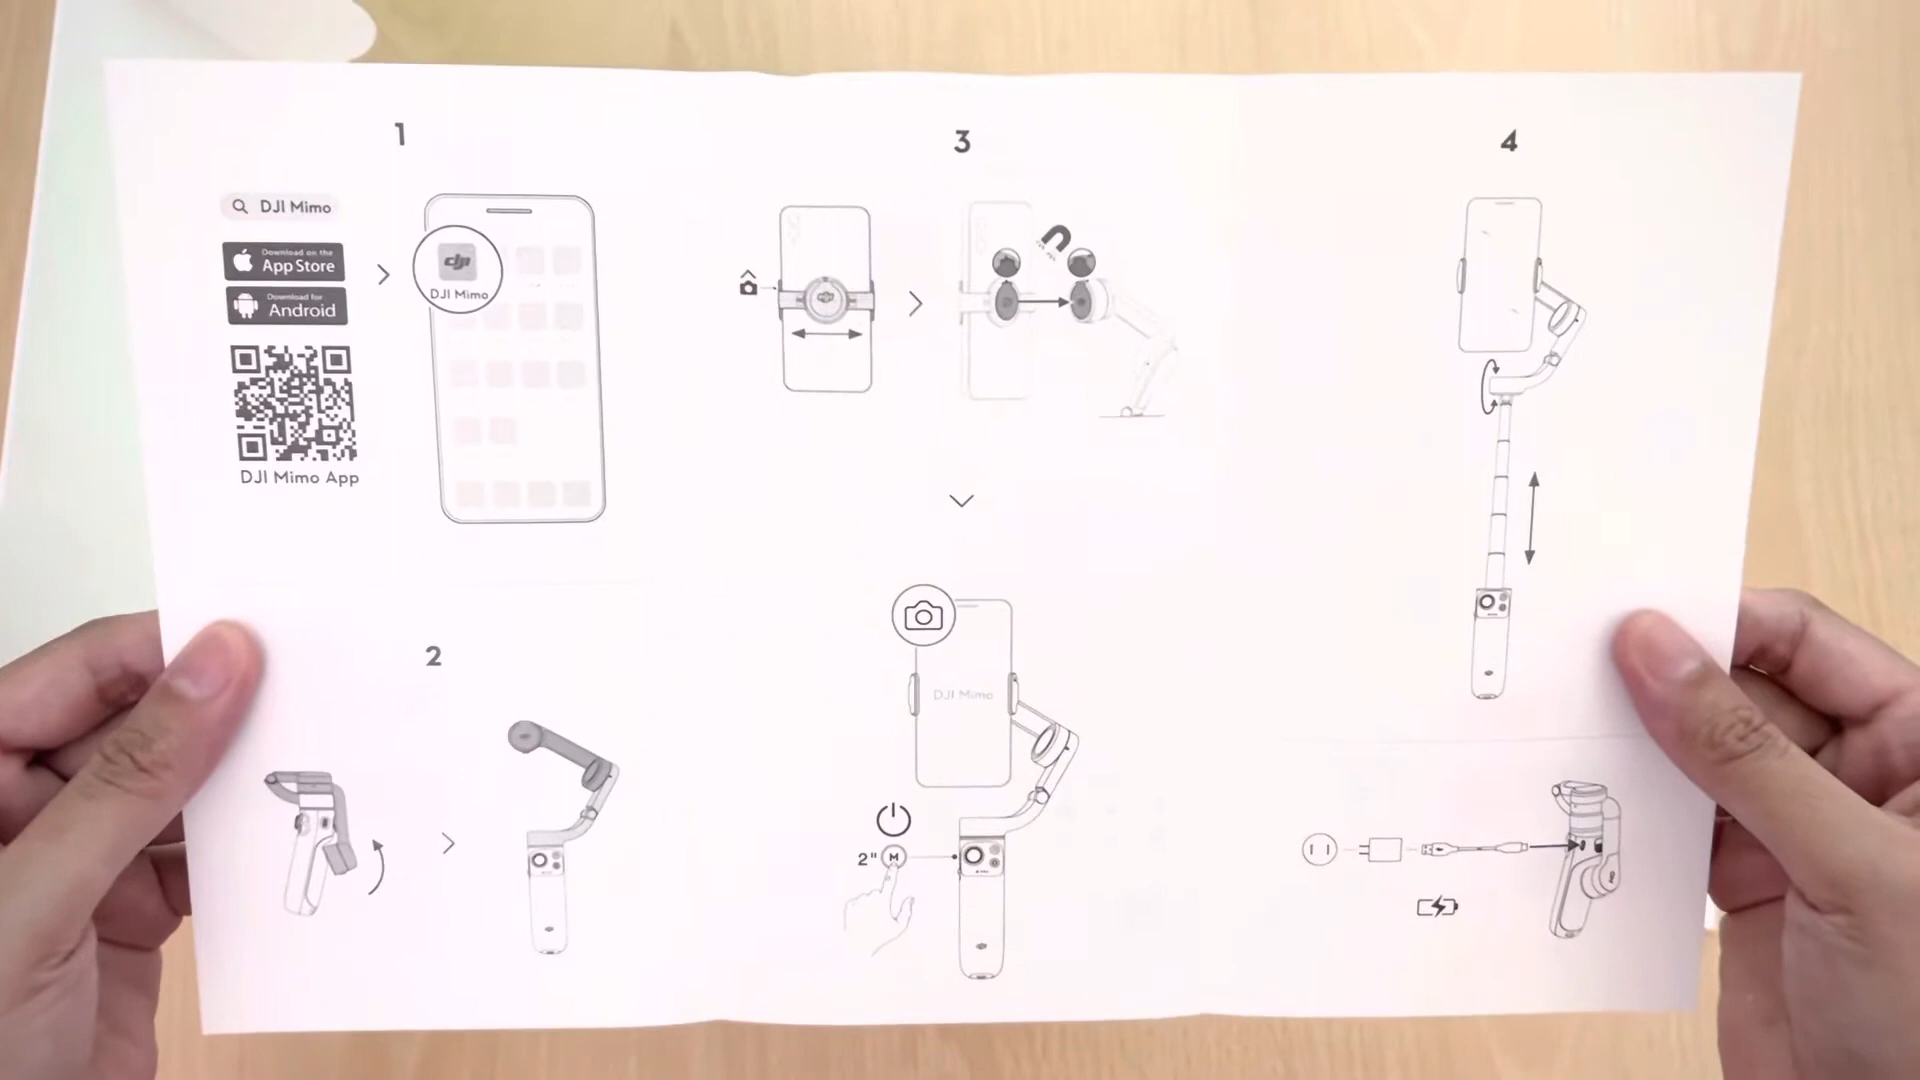 1
DJI Mimo
Download on the
App Store
Download for
Android
dji
DJI Mimo
DJI Mimo App
2
3
DJI Mimo
2" M
4